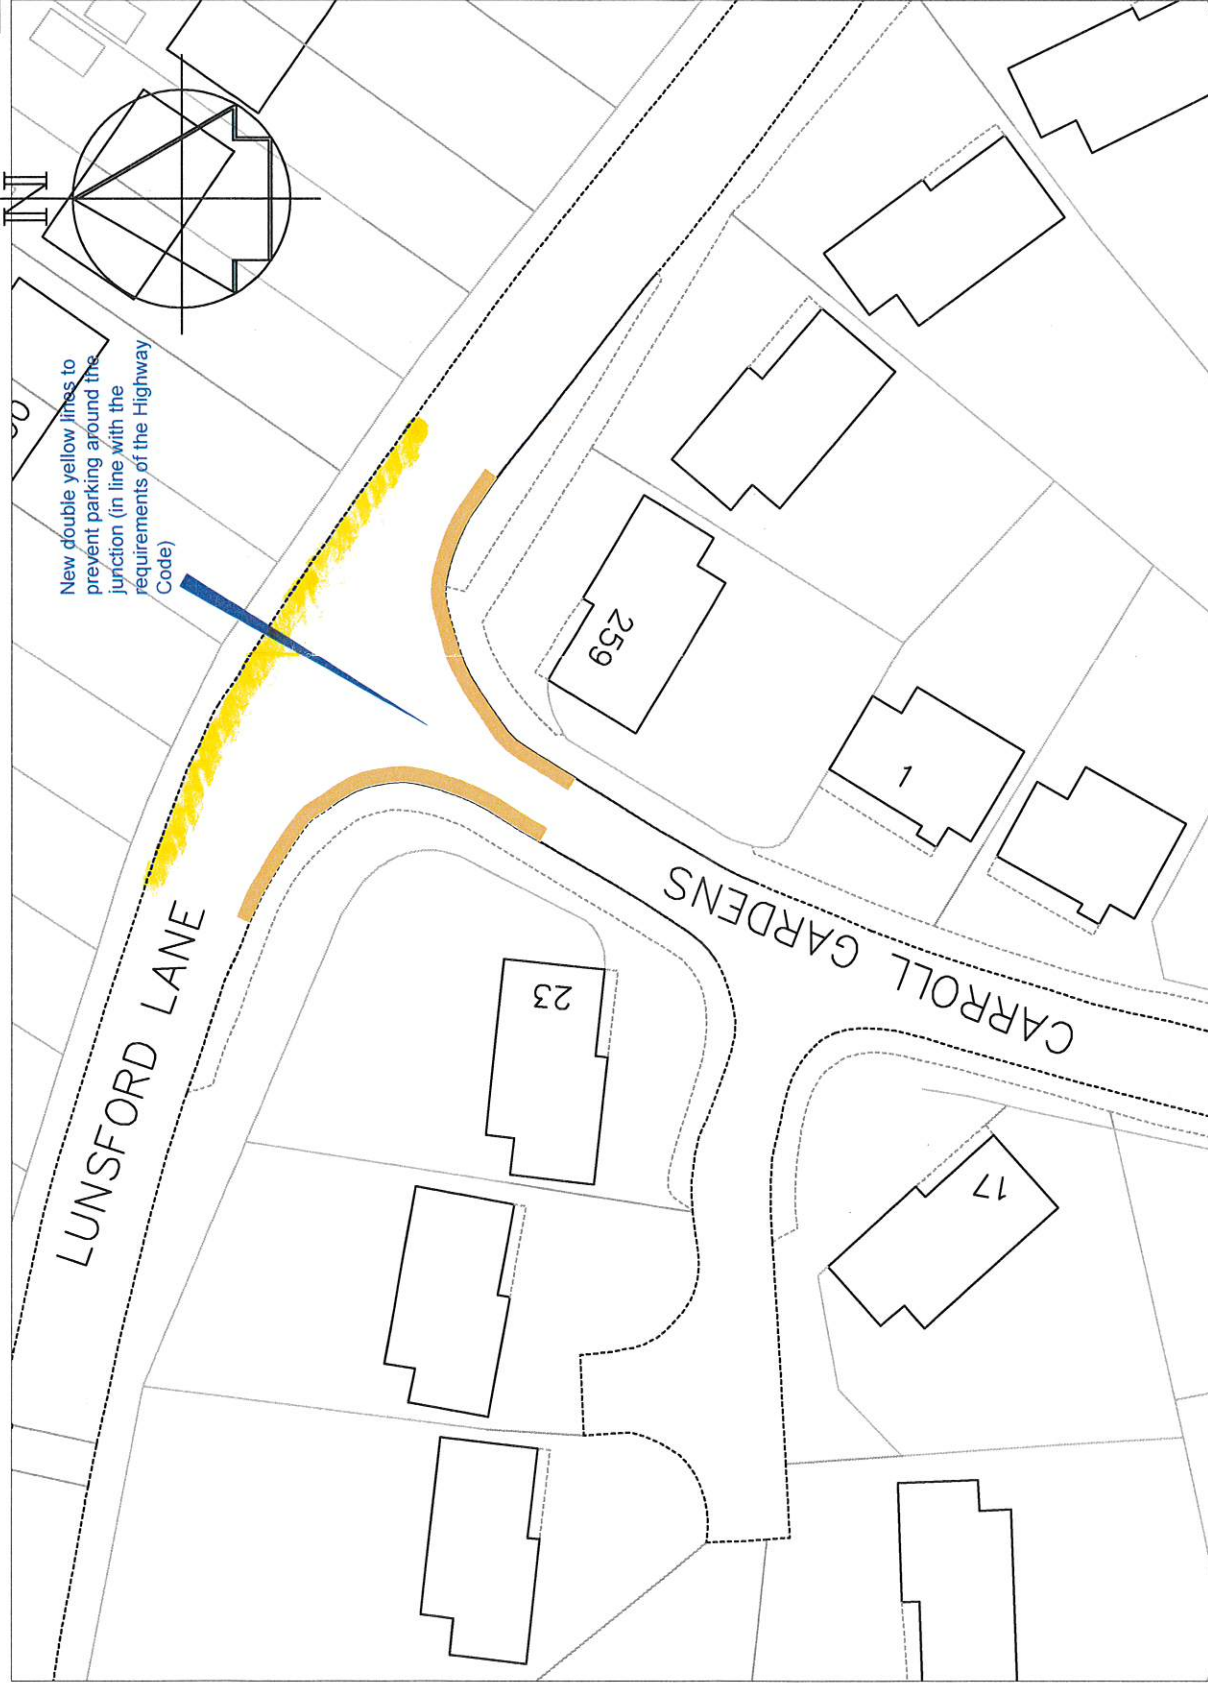 N
New double yellow lines to
prevent parking around the
junction (in line with the
requirements of the Highway
Code)
LUNSFORD LANE
CARROLL GARDENS
259
1
23
17